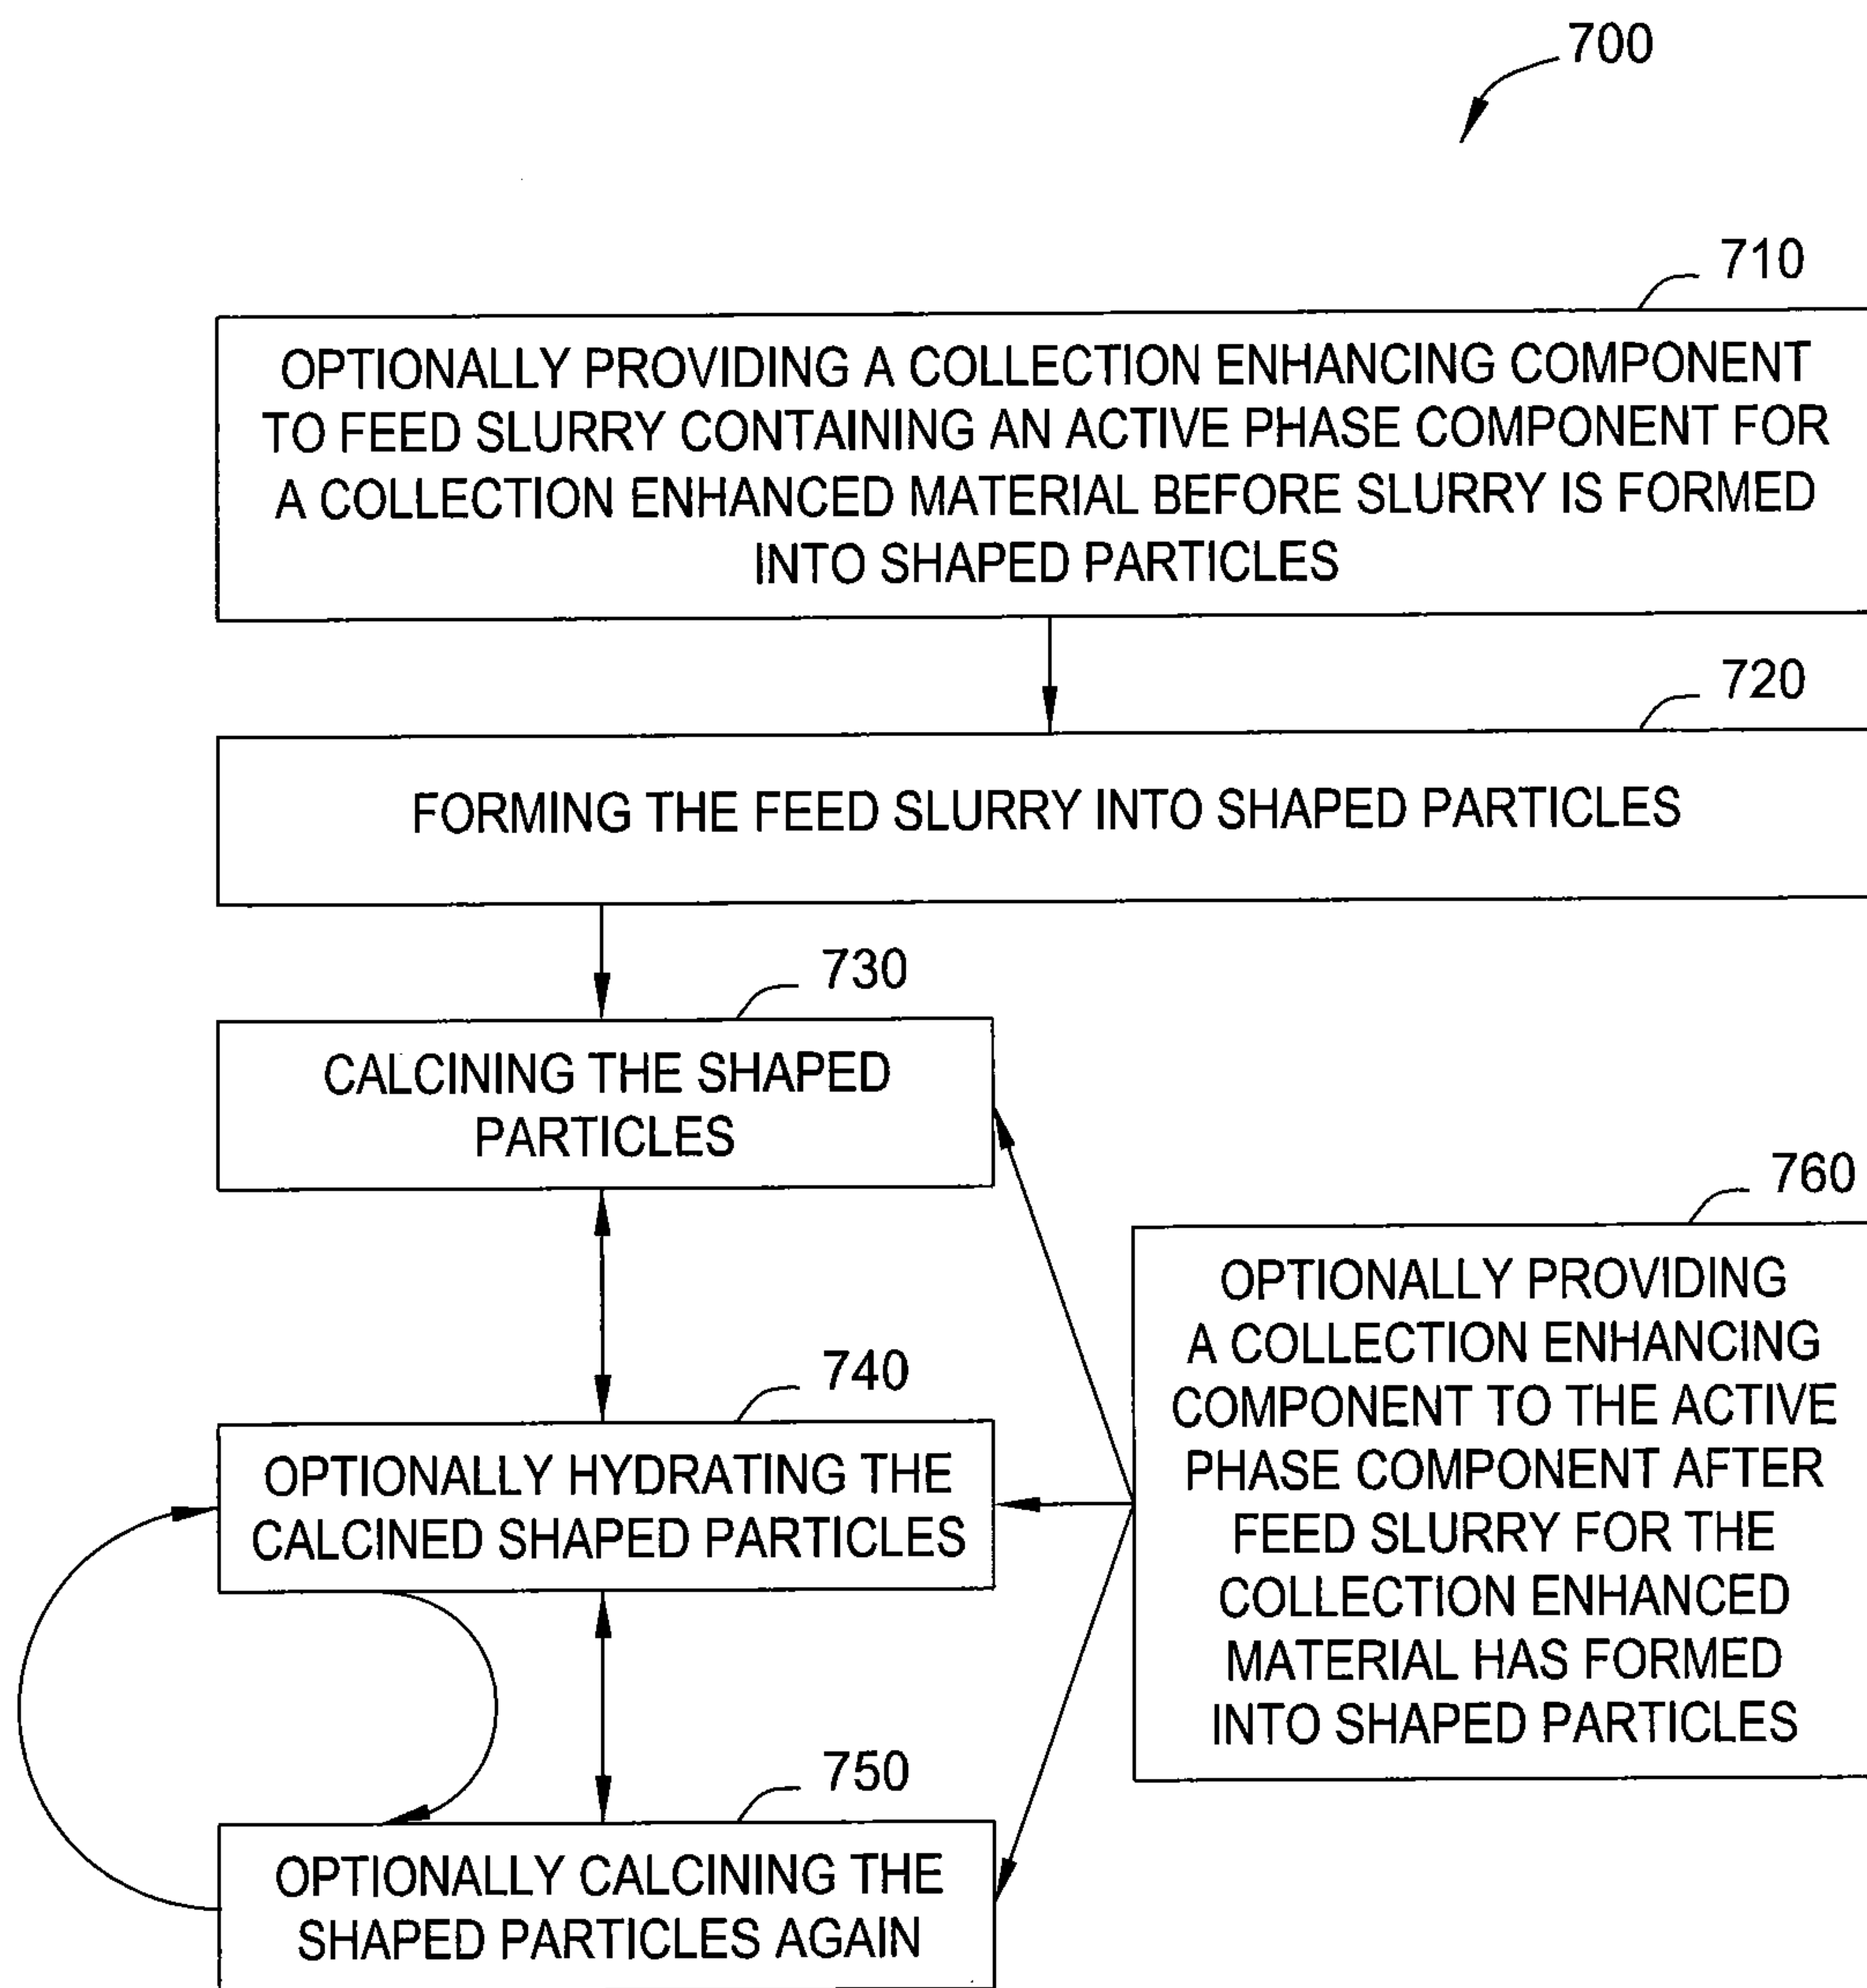 700
710
OPTIONALLY PROVIDING A COLLECTION ENHANCING COMPONENT
TO FEED SLURRY CONTAINING AN ACTIVE PHASE COMPONENT FOR
A COLLECTION ENHANCED MATERIAL BEFORE SLURRY IS FORMED
INTO SHAPED PARTICLES
720
FORMING THE FEED SLURRY INTO SHAPED PARTICLES
730
CALCINING THE SHAPED
PARTICLES
740
OPTIONALLY HYDRATING THE
CALCINED SHAPED PARTICLES
750
OPTIONALLY CALCINING THE
SHAPED PARTICLES AGAIN
760
OPTIONALLY PROVIDING
A COLLECTION ENHANCING
COMPONENT TO THE ACTIVE
PHASE COMPONENT AFTER
FEED SLURRY FOR THE
COLLECTION ENHANCED
MATERIAL HAS FORMED
INTO SHAPED PARTICLES